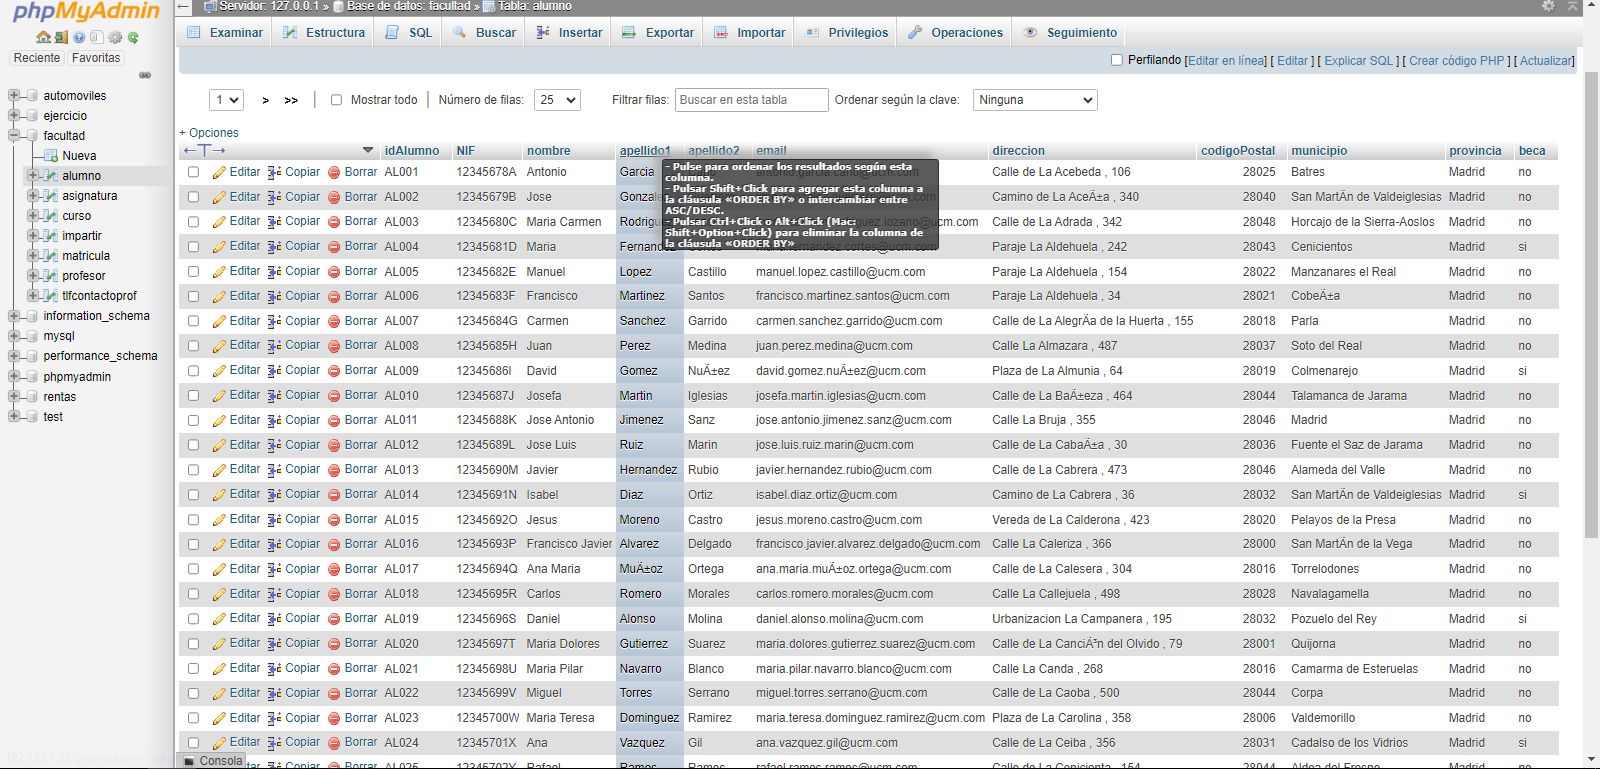 phpMyAdmin
Servidor: 127.0.0.1 » Base de datos: facultad » Tabla: alumno
Examinar Estructura SQL Buscar Insertar Exportar Importar Privilegios Operaciones Seguimiento
Reciente Favoritas
automoviles
ejercicio
facultad
Nueva
alumno
asignatura
curso
impartir
matricula
profesor
tlfcontactoprof
information_schema
mysql
performance_schema
phpmyadmin
rentas
test
Perfilando [Editar en línea] [ Editar ] [ Explicar SQL ] [ Crear código PHP ] [ Actualizar]
1 > >> | Mostrar todo | Número de filas: 25 Filtrar filas: Buscar en esta tabla Ordenar según la clave: Ninguna
+ Opciones
←T→ idAlumno NIF nombre apellido1 apellido2 email direccion codigoPostal municipio provincia beca
- Pulse para ordenar los resultados según esta
columna.
- Pulsar Shift+Click para agregar esta columna a
la cláusula «ORDER BY» o intercambiar entre
ASC/DESC.
- Pulsar Ctrl+Click o Alt+Click (Mac:
Shift+Option+Click) para eliminar la columna de
la cláusula «ORDER BY»
Editar Copiar Borrar AL001 12345678A Antonio Garcia Calle de La Acebeda , 106 28025 Batres Madrid no
Editar Copiar Borrar AL002 12345679B Jose Camino de La AceÃ±a , 340 28040 San MartÃn de Valdeiglesias Madrid no
Editar Copiar Borrar AL003 12345680C Maria Carmen Calle de La Adrada , 342 28048 Horcajo de la Sierra-Aoslos Madrid no
Editar Copiar Borrar AL004 12345681D Maria Paraje La Aldehuela , 242 28043 Cenicientos Madrid si
Editar Copiar Borrar AL005 12345682E Manuel Lopez Castillo manuel.lopez.castillo@ucm.com Paraje La Aldehuela , 154 28022 Manzanares el Real Madrid no
Editar Copiar Borrar AL006 12345683F Francisco Martinez Santos francisco.martinez.santos@ucm.com Paraje La Aldehuela , 34 28021 CobeÃ±a Madrid no
Editar Copiar Borrar AL007 12345684G Carmen Sanchez Garrido carmen.sanchez.garrido@ucm.com Calle de La AlegrÃa de la Huerta , 155 28018 Parla Madrid no
Editar Copiar Borrar AL008 12345685H Juan Perez Medina juan.perez.medina@ucm.com Calle La Almazara , 487 28037 Soto del Real Madrid no
Editar Copiar Borrar AL009 12345686I David Gomez NuÃ±ez david.gomez.nuÃ±ez@ucm.com Plaza de La Almunia , 64 28019 Colmenarejo Madrid si
Editar Copiar Borrar AL010 12345687J Josefa Martin Iglesias josefa.martin.iglesias@ucm.com Calle de La BaÃ±eza , 464 28044 Talamanca de Jarama Madrid no
Editar Copiar Borrar AL011 12345688K Jose Antonio Jimenez Sanz jose.antonio.jimenez.sanz@ucm.com Calle La Bruja , 355 28046 Madrid Madrid no
Editar Copiar Borrar AL012 12345689L Jose Luis Ruiz Marin jose.luis.ruiz.marin@ucm.com Calle de La CabaÃ±a , 30 28036 Fuente el Saz de Jarama Madrid no
Editar Copiar Borrar AL013 12345690M Javier Hernandez Rubio javier.hernandez.rubio@ucm.com Calle de La Cabrera , 473 28046 Alameda del Valle Madrid no
Editar Copiar Borrar AL014 12345691N Isabel Diaz Ortiz isabel.diaz.ortiz@ucm.com Camino de La Cabrera , 36 28032 San MartÃn de Valdeiglesias Madrid si
Editar Copiar Borrar AL015 12345692O Jesus Moreno Castro jesus.moreno.castro@ucm.com Vereda de La Calderona , 423 28020 Pelayos de la Presa Madrid no
Editar Copiar Borrar AL016 12345693P Francisco Javier Alvarez Delgado francisco.javier.alvarez.delgado@ucm.com Calle La Caleriza , 366 28000 San MartÃn de la Vega Madrid no
Editar Copiar Borrar AL017 12345694Q Ana Maria MuÃ±oz Ortega ana.maria.muÃ±oz.ortega@ucm.com Calle de La Calesera , 304 28016 Torrelodones Madrid no
Editar Copiar Borrar AL018 12345695R Carlos Romero Morales carlos.romero.morales@ucm.com Calle La Callejuela , 498 28028 Navalagamella Madrid no
Editar Copiar Borrar AL019 12345696S Daniel Alonso Molina daniel.alonso.molina@ucm.com Urbanizacion La Campanera , 195 28032 Pozuelo del Rey Madrid si
Editar Copiar Borrar AL020 12345697T Maria Dolores Gutierrez Suarez maria.dolores.gutierrez.suarez@ucm.com Calle de La CanciÃ³n del Olvido , 79 28001 Quijorna Madrid no
Editar Copiar Borrar AL021 12345698U Maria Pilar Navarro Blanco maria.pilar.navarro.blanco@ucm.com Calle La Canda , 268 28016 Camarma de Esteruelas Madrid no
Editar Copiar Borrar AL022 12345699V Miguel Torres Serrano miguel.torres.serrano@ucm.com Calle de La Caoba , 500 28044 Corpa Madrid no
Editar Copiar Borrar AL023 12345700W Maria Teresa Dominguez Ramirez maria.teresa.dominguez.ramirez@ucm.com Plaza de La Carolina , 358 28006 Valdemorillo Madrid no
Editar Copiar Borrar AL024 12345701X Ana Vazquez Gil ana.vazquez.gil@ucm.com Calle de La Ceiba , 356 28031 Cadalso de los Vidrios Madrid si
Editar Copiar Borrar AL025 12345702Y Rafael Ramos Ramos rafael.ramos.ramos@ucm.com Calle de La Cenicienta , 154 28044 Aldea del Fresno Madrid no
Consola